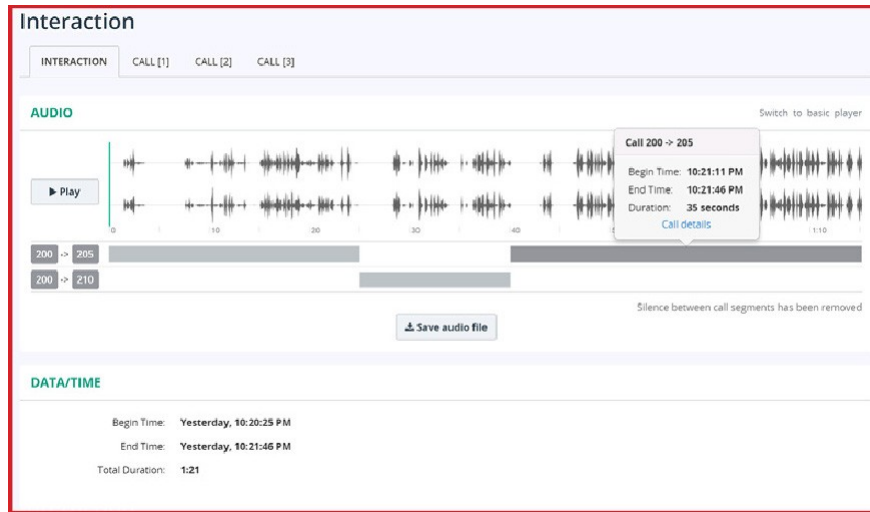 Interaction
INTERACTION CALL [1] CALL [2] CALL [3]
AUDIO
Switch to basic player
Call 200 -> 205
Begin Time: 10:21:11 PM
End Time: 10:21:46 PM
Duration: 35 seconds
Call details
Play
0 10 20 30 :40 1:10
200 -> 205
200 -> 210
Silence between call segments has been removed
Save audio file
DATA/TIME
Begin Time: Yesterday, 10:20:25 PM
End Time: Yesterday, 10:21:46 PM
Total Duration: 1:21